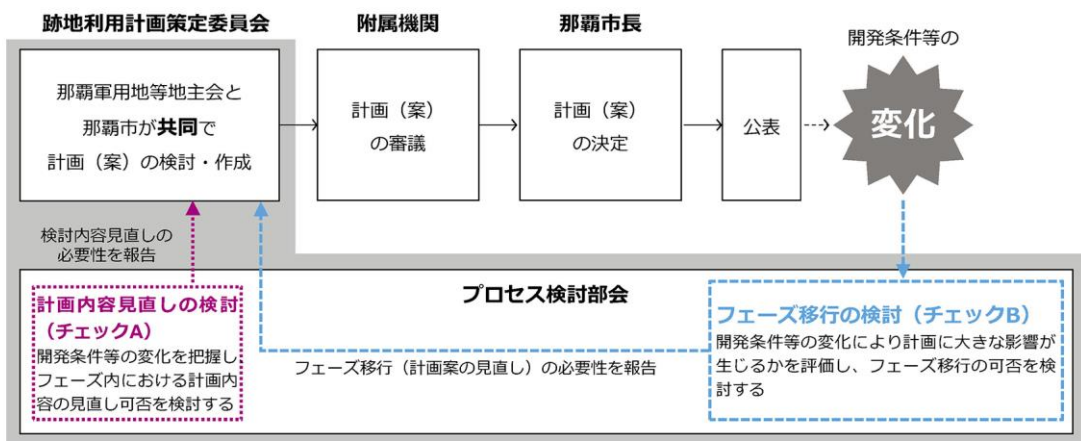 跡地利用計画策定委員会
附属機関
那覇市長
那覇軍用地等地主会と
那覇市が共同で
計画（案）の検討・作成
計画（案）
の審議
計画（案）
の決定
公表
開発条件等の
変化
検討内容見直しの
必要性を報告
プロセス検討部会
計画内容見直しの検討
（チェックA）
開発条件等の変化を把握し、
フェーズ内における計画内
容の見直し可否を検討する
フェーズ移行（計画案の見直し）の必要性を報告
フェーズ移行の検討（チェックB）
開発条件等の変化により計画に大きな影響が
生じるかを評価し、フェーズ移行の可否を検
討する